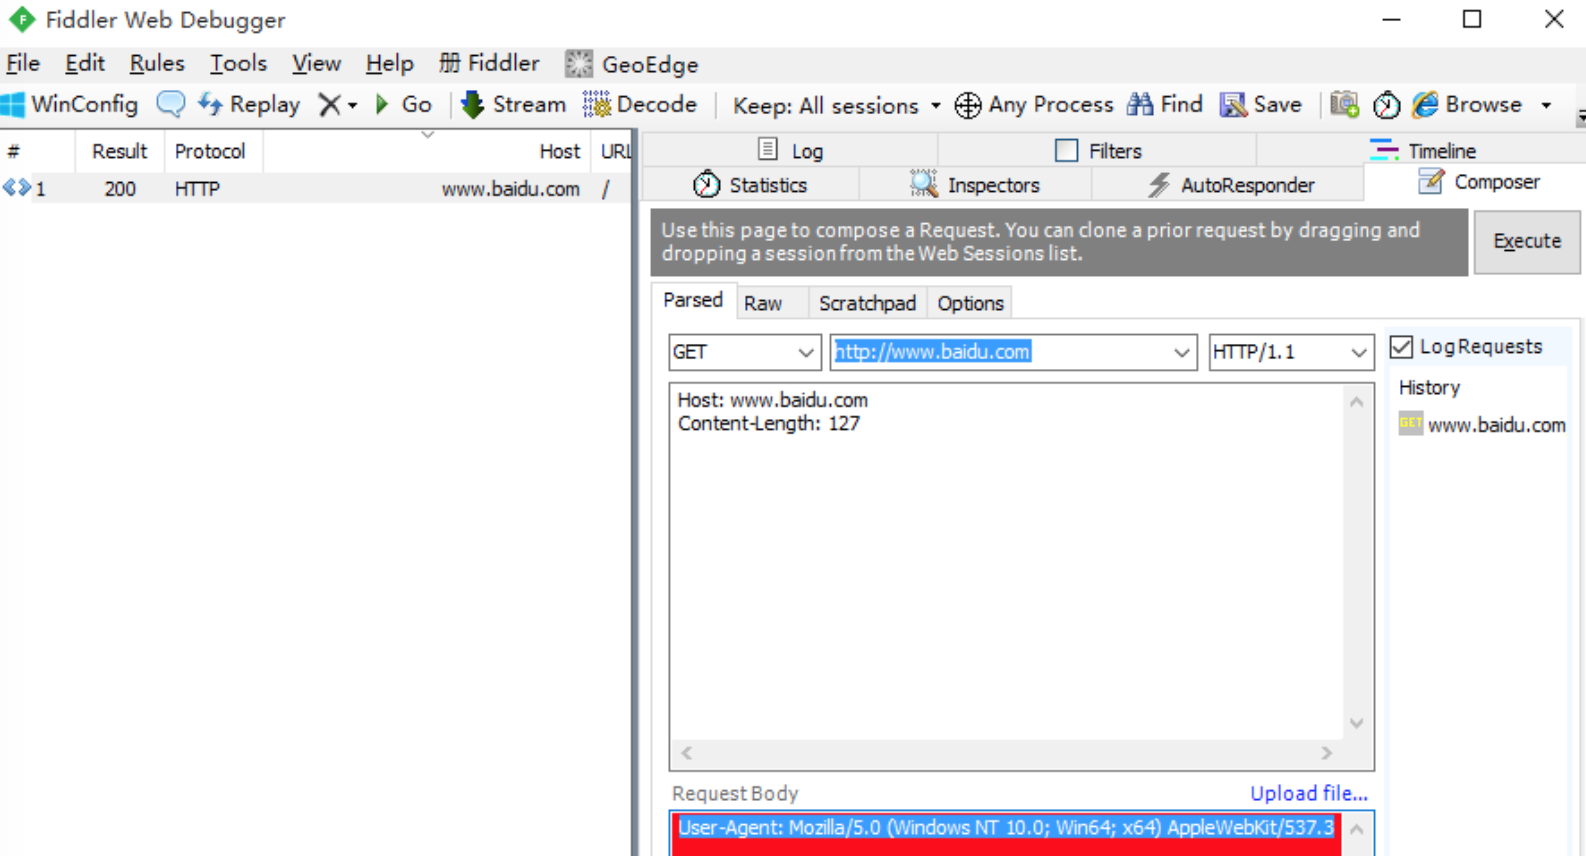 Fiddler Web Debugger
File Edit Rules Tools View Help 册 Fiddler GeoEdge
WinConfig Replay Go Stream Decode Keep: All sessions Any Process Find Save Browse
# Result Protocol Host URL
1 200 HTTP www.baidu.com /
Log Filters Timeline
Statistics Inspectors AutoResponder Composer
Use this page to compose a Request. You can clone a prior request by dragging and
dropping a session from the Web Sessions list.
Execute
Parsed Raw Scratchpad Options
GET http://www.baidu.com HTTP/1.1
Log Requests
Host: www.baidu.com
Content-Length: 127
History
GET www.baidu.com
Request Body Upload file...
User-Agent: Mozilla/5.0 (Windows NT 10.0; Win64; x64) AppleWebKit/537.3